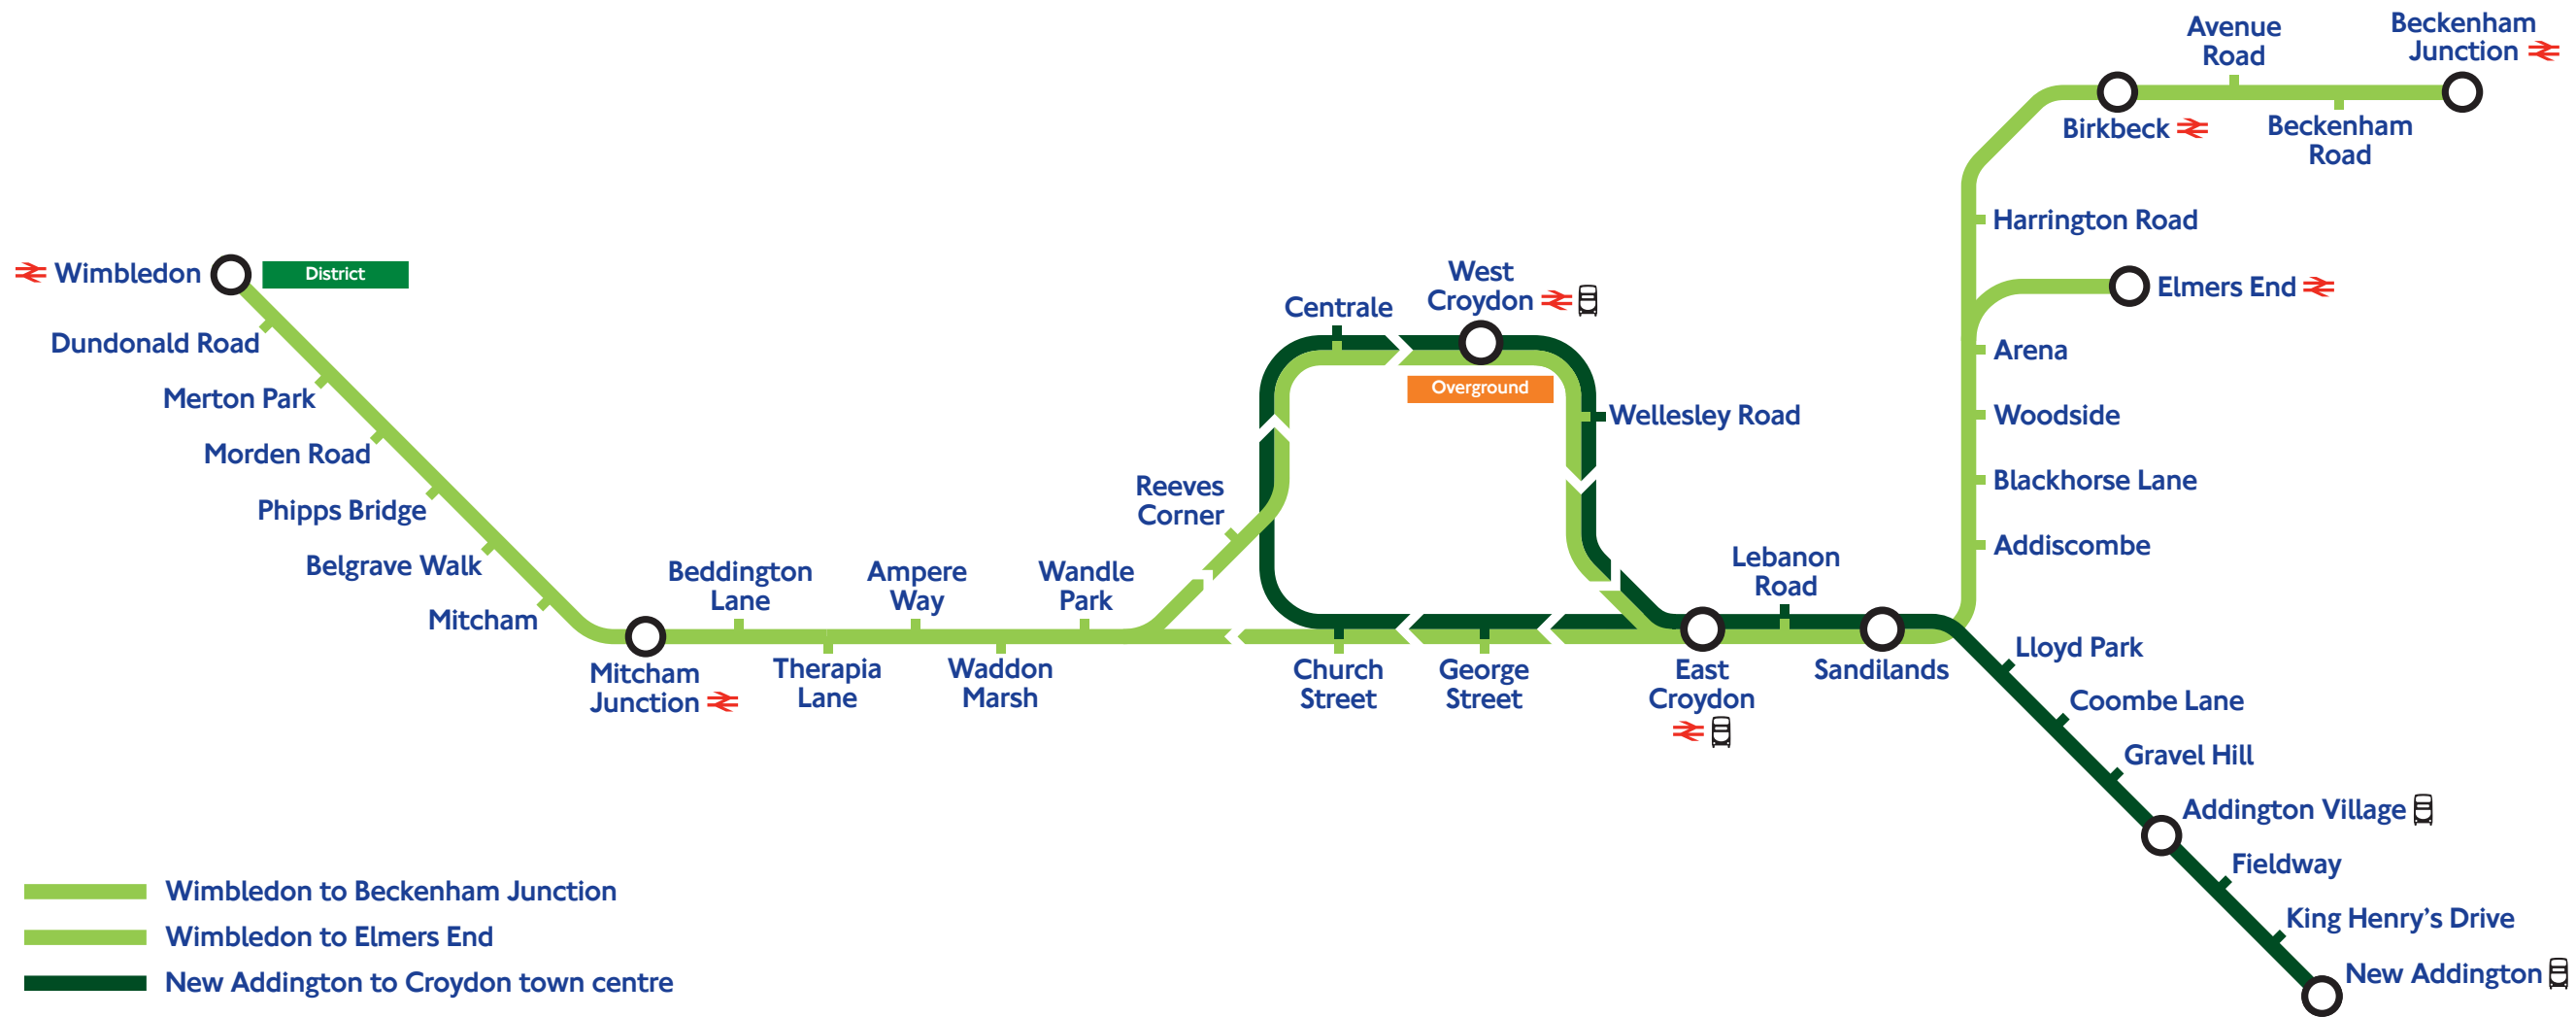 Avenue
Road
Beckenham
Junction
Birkbeck
Beckenham
Road
Harrington Road
Wimbledon
District
Elmers End
West
Croydon
Centrale
Dundonald Road
Arena
Overground
Merton Park
Woodside
Wellesley Road
Morden Road
Blackhorse Lane
Reeves
Corner
Phipps Bridge
Addiscombe
Belgrave Walk
Beddington
Lane
Ampere
Way
Wandle
Park
Lebanon
Road
Mitcham
Mitcham
Junction
Therapia
Lane
Waddon
Marsh
Church
Street
George
Street
East
Croydon
Sandilands
Lloyd Park
Coombe Lane
Gravel Hill
Addington Village
Fieldway
King Henry's Drive
New Addington
Wimbledon to Beckenham Junction
Wimbledon to Elmers End
New Addington to Croydon town centre